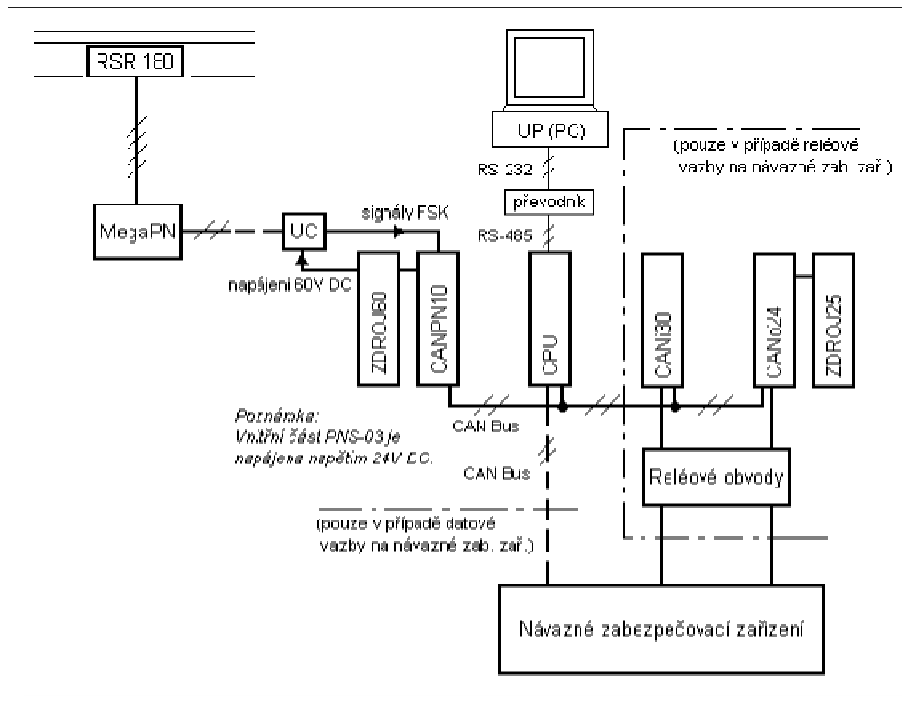 RSR 180
UP (PC)
(pouze v případě reléové
vazby na návazné zab. zař.)
RS-232
převodník
RS-485
MegaPN
UC
signály FSK
napájení 60V DC
ZDROJ60
CANPN10
CPU
CANi30
CANo24
ZDROJ25
Poznámka:
Vnitřní část PNS-03 je
napájena napětím 24V DC.
CAN Bus
CAN Bus
Reléové obvody
(pouze v případě datové
vazby na návazné zab. zař.)
Návazné zabezpečovací zařízení